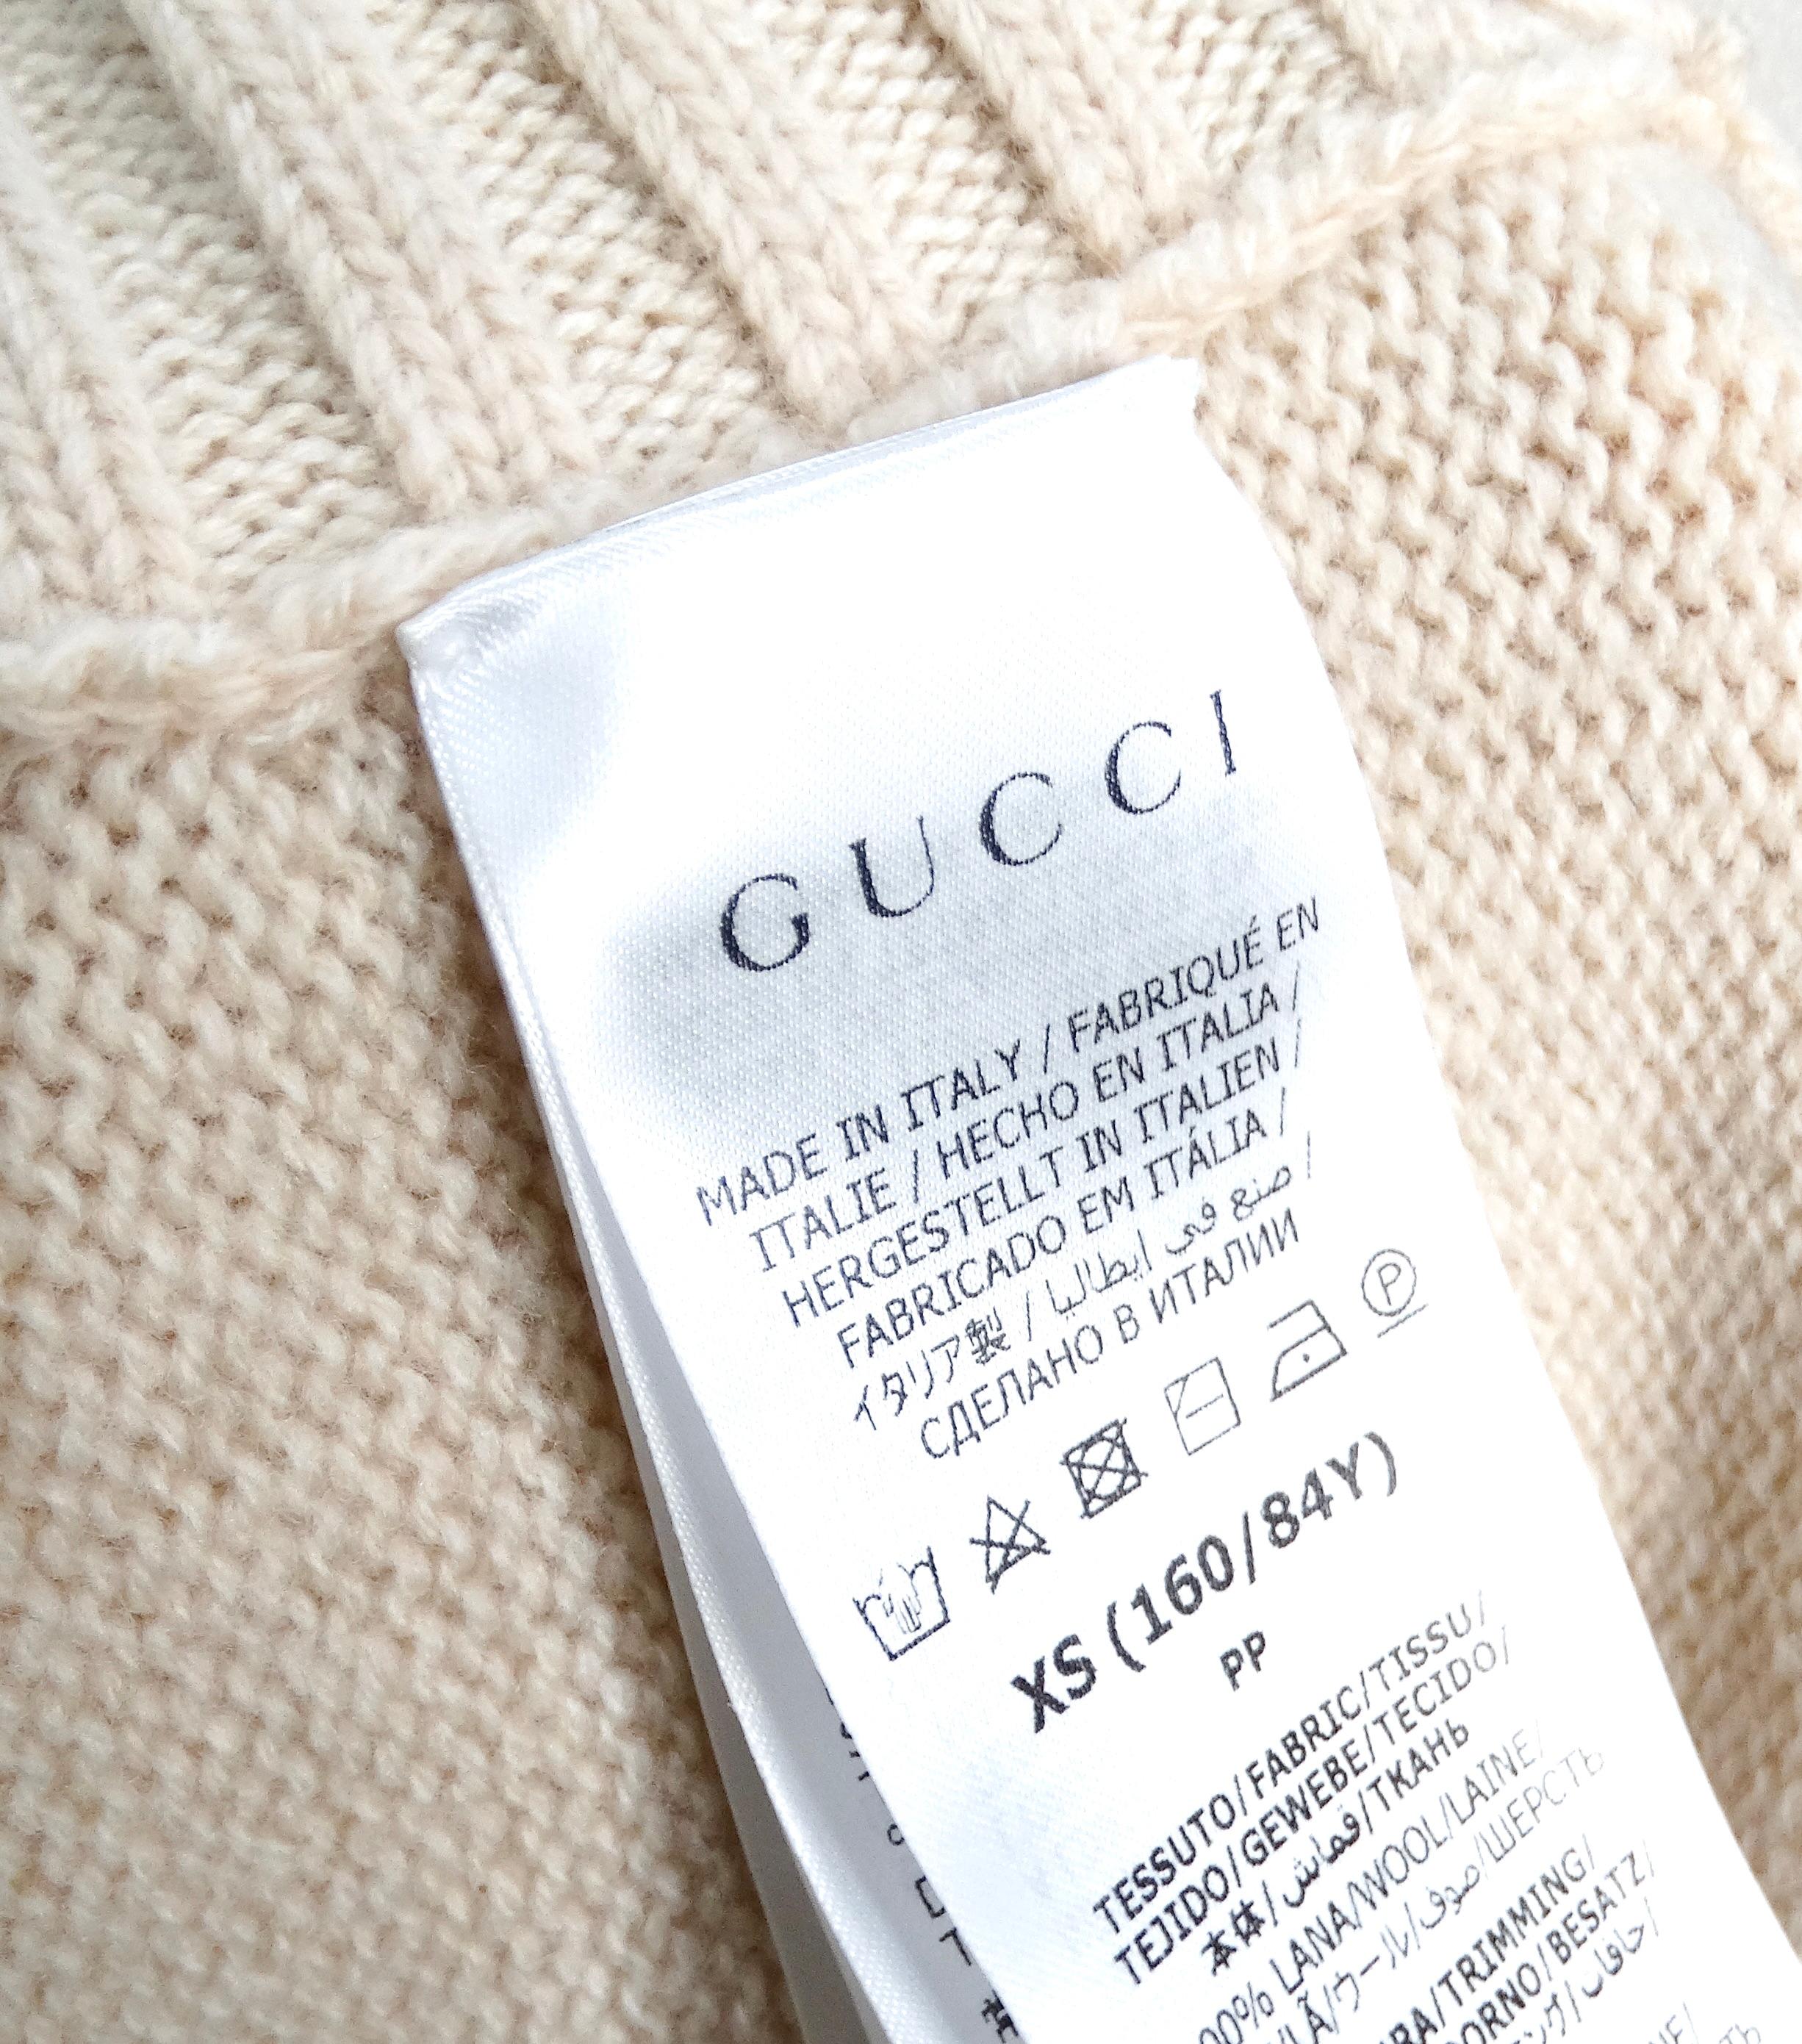 GUCCI
MADE IN ITALY / FABRIQUÉ EN
ITALIE / HECHO EN ITALIA /
HERGESTELLT IN ITALIEN /
FABRICADO EM ITÁLIA /
イタリア製 / صنع في ايطاليا /
СДЕЛАНО В ИТАЛИИ
P
XS (160/84Y)
PP
TESSUTO/FABRIC/TISSU/
TEJIDO/GEWEBE/TECIDO/
本体/قماش/ТКАНЬ
LANA/WOOL/LAINE/
ウール/صوف/ШЕРСТЬ
TRIMMING/
BESATZ/
حافات/